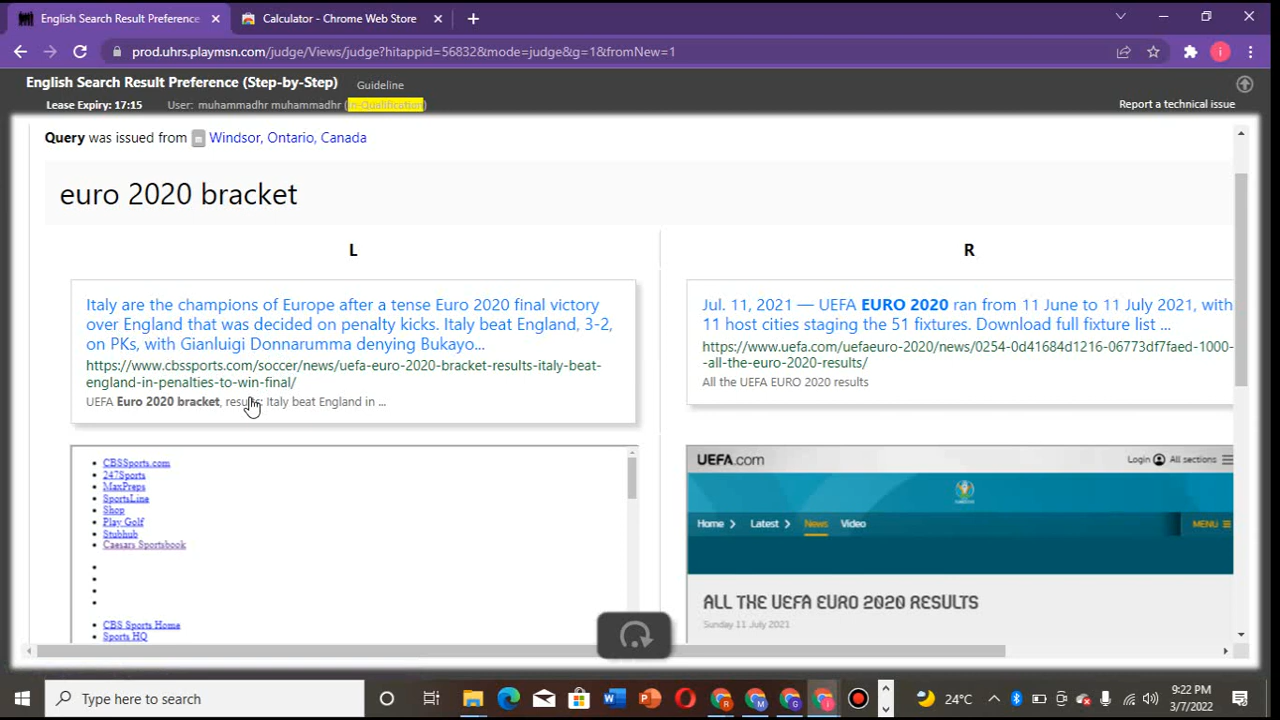 English Search Result Preference
Calculator - Chrome Web Store
prod.uhrs.playmsn.org/judge/Views/judge?hitappid=56832&mode=judge&g=1&fromNew=1
i
English Search Result Preference (Step-by-Step) Guideline
Lease Expiry: 17:15 User: muhammadhr muhammadhr (In-Qualification)
Report a technical issue
Query was issued from Windsor, Ontario, Canada
euro 2020 bracket
L
R
Italy are the champions of Europe after a tense Euro 2020 final victory
over England that was decided on penalty kicks. Italy beat England, 3-2,
on PKs, with Gianluigi Donnarumma denying Bukayo...
https://www.cbssports.com/soccer/news/uefa-euro-2020-bracket-results-italy-beat-
england-in-penalties-to-win-final/
UEFA Euro 2020 bracket, results: Italy beat England in ...
Jul. 11, 2021 — UEFA EURO 2020 ran from 11 June to 11 July 2021, with
11 host cities staging the 51 fixtures. Download full fixture list ...
https://www.uefa.com/uefaeuro-2020/news/0254-0d41684d1216-06773df7faed-1000-
-all-the-euro-2020-results/
All the UEFA EURO 2020 results
CBSSports.com
247Sports
MaxPreps
SportsLine
Shop
Play Golf
Stubhub
Caesars Sportsbook
CBS Sports Home
Sports HQ
UEFA.com
Login All sections
Home Latest News Video
MENU
ALL THE UEFA EURO 2020 RESULTS
Sunday 11 July 2021
Type here to search
24°C
9:22 PM
3/7/2022